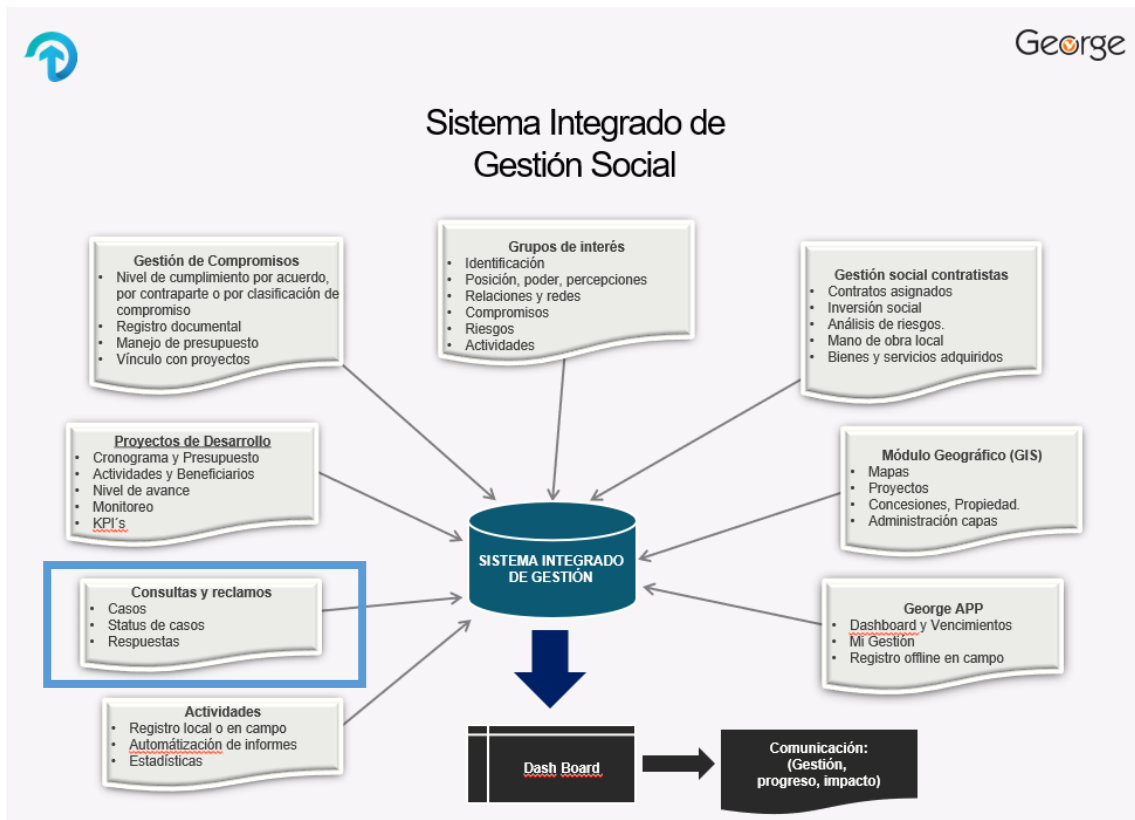 George
Sistema Integrado de
Gestión Social
Gestión de Compromisos
• Nivel de cumplimiento por acuerdo,
por contraparte o por clasificación de
compromiso
• Registro documental
• Manejo de presupuesto
• Vínculo con proyectos
Grupos de interés
• Identificación
• Posición, poder, percepciones
• Relaciones y redes
• Compromisos
• Riesgos
• Actividades
Gestión social contratistas
• Contratos asignados
• Inversión social
• Análisis de riesgos.
• Mano de obra local
• Bienes y servicios adquiridos
Proyectos de Desarrollo
• Cronograma y Presupuesto
• Actividades y Beneficiarios
• Nivel de avance
• Monitoreo
• KPI´s
Módulo Geográfico (GIS)
• Mapas
• Proyectos
• Concesiones, Propiedad.
• Administración capas
SISTEMA INTEGRADO
DE GESTIÓN
Consultas y reclamos
• Casos
• Status de casos
• Respuestas
George APP
• Dashboard y Vencimientos
• Mi Gestión
• Registro offline en campo
Actividades
• Registro local o en campo
• Automátización de informes
• Estadísticas
Dash Board
Comunicación:
(Gestión,
progreso, impacto)